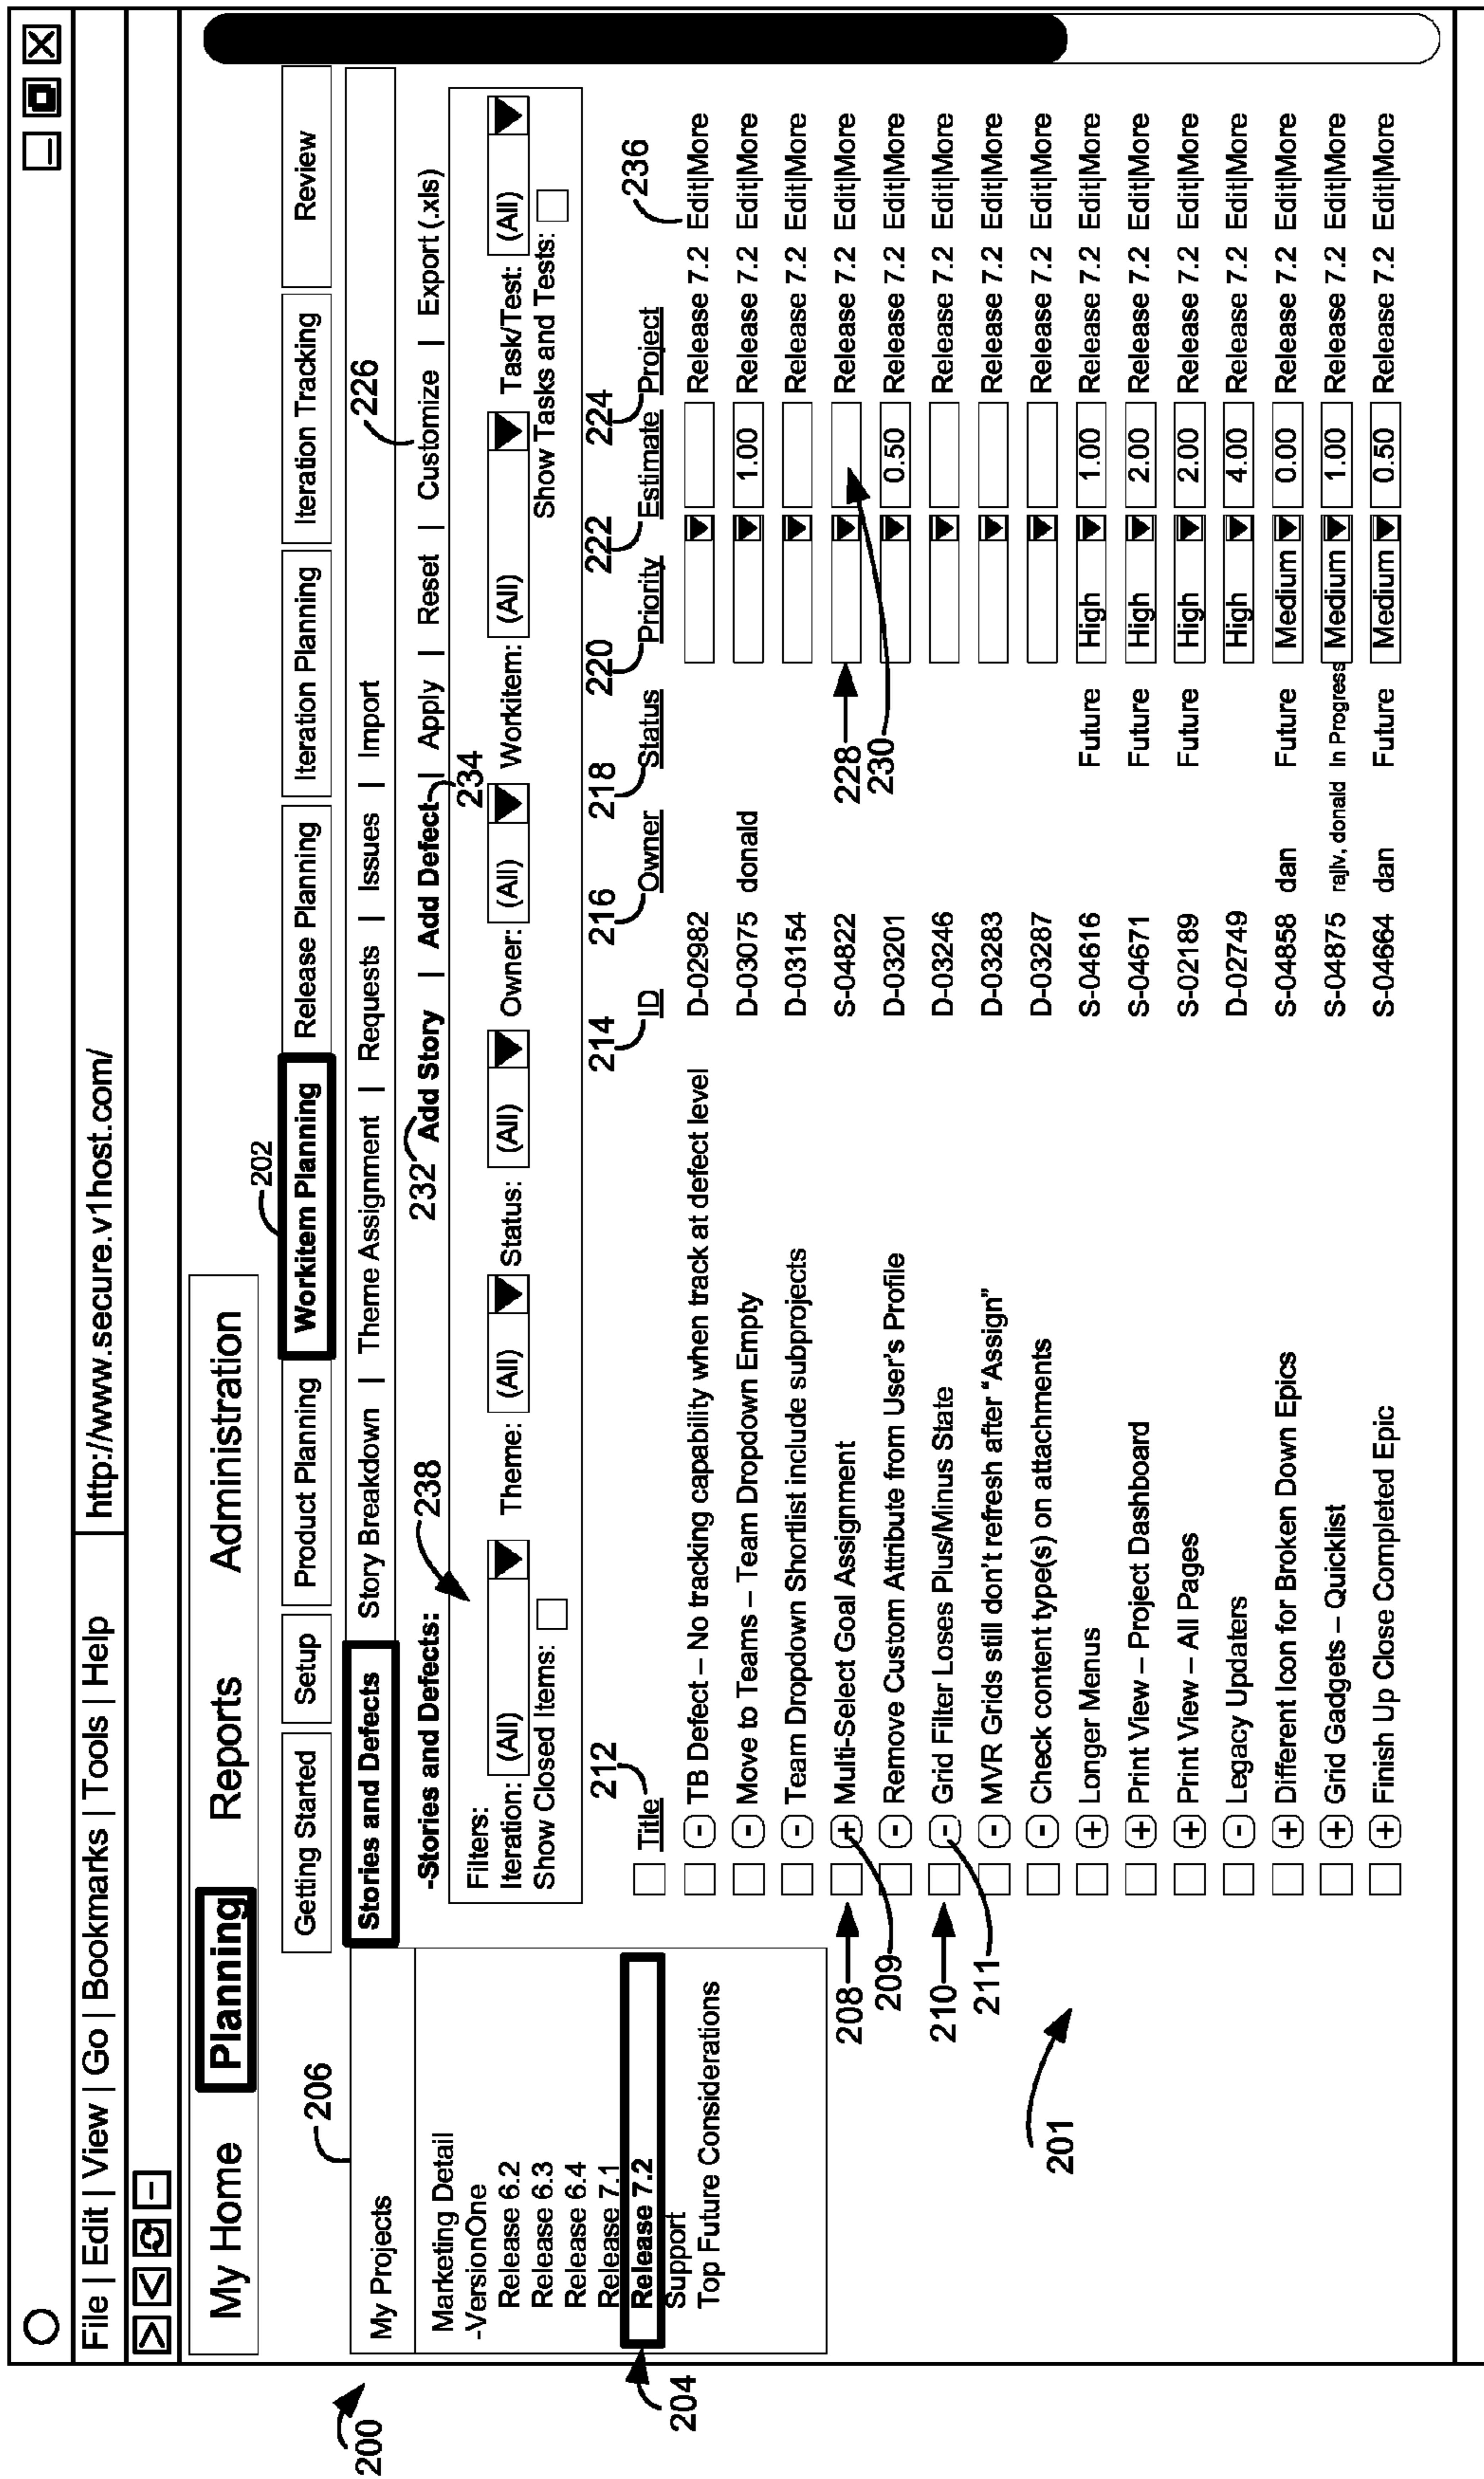 File | Edit | View | Go | Bookmarks | Tools | Help
http://www.secure.v1host.com/
My Home
Planning
Reports
Administration
202
Getting Started
Setup
Product Planning
Workitem Planning
Release Planning
Iteration Planning
Iteration Tracking
Review
206
Stories and Defects
Story Breakdown | Theme Assignment | Requests | Issues | Import
226
200
My Projects
Marketing Detail
-VersionOne
Release 6.2
Release 6.3
Release 6.4
Release 7.1
Release 7.2
Support
Top Future Considerations
204
-Stories and Defects:
238
232
Add Story | Add Defect | Apply | Reset | Customize | Export (.xls)
234
Filters:
Iteration: (All) Theme: (All) Status: (All) Owner: (All) Workitem: (All) Task/Test: (All)
Show Closed Items: Show Tasks and Tests:
212 214 216 218 220 222 224 236
Title ID Owner Status Priority Estimate Project
- TB Defect – No tracking capability when track at defect level D-02982 Release 7.2 Edit|More
- Move to Teams – Team Dropdown Empty D-03075 donald 1.00 Release 7.2 Edit|More
- Team Dropdown Shortlist include subprojects D-03154 Release 7.2 Edit|More
208 + Multi-Select Goal Assignment S-04822 228 Release 7.2 Edit|More
209 - Remove Custom Attribute from User's Profile D-03201 230 0.50 Release 7.2 Edit|More
210 - Grid Filter Loses Plus/Minus State D-03246 Release 7.2 Edit|More
211 - MVR Grids still don't refresh after “Assign” D-03283 Release 7.2 Edit|More
- Check content type(s) on attachments D-03287 Release 7.2 Edit|More
201 + Longer Menus S-04616 Future High 1.00 Release 7.2 Edit|More
+ Print View – Project Dashboard S-04671 Future High 2.00 Release 7.2 Edit|More
+ Print View – All Pages S-02189 Future High 2.00 Release 7.2 Edit|More
- Legacy Updaters D-02749 High 4.00 Release 7.2 Edit|More
+ Different Icon for Broken Down Epics S-04858 dan Future Medium 0.00 Release 7.2 Edit|More
+ Grid Gadgets – Quicklist S-04875 rajiv, donald In Progress Medium 1.00 Release 7.2 Edit|More
+ Finish Up Close Completed Epic S-04664 dan Future Medium 0.50 Release 7.2 Edit|More